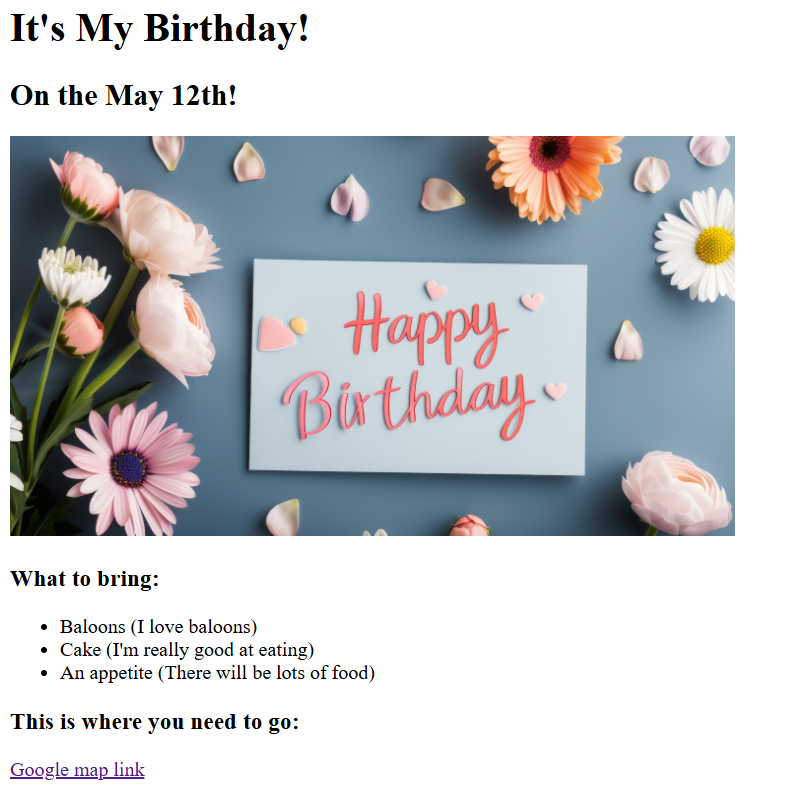 It's My Birthday!
On the May 12th!
Happy
Birthday
What to bring:
Baloons (I love baloons)
Cake (I'm really good at eating)
An appetite (There will be lots of food)
This is where you need to go:
Google map link